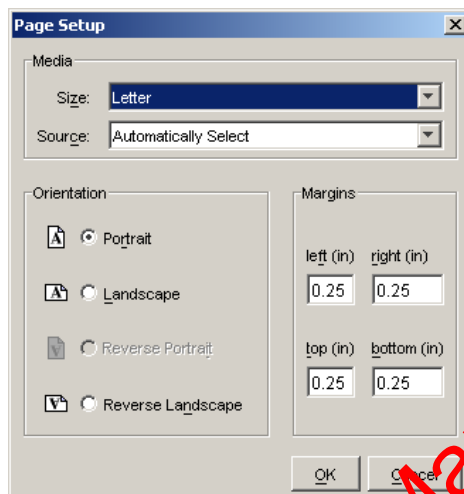 Page Setup
Media
Size: Letter
Source: Automatically Select
Orientation
Portrait
Landscape
Reverse Portrait
Reverse Landscape
Margins
left (in) right (in)
0.25 0.25
top (in) bottom (in)
0.25 0.25
OK Cancel